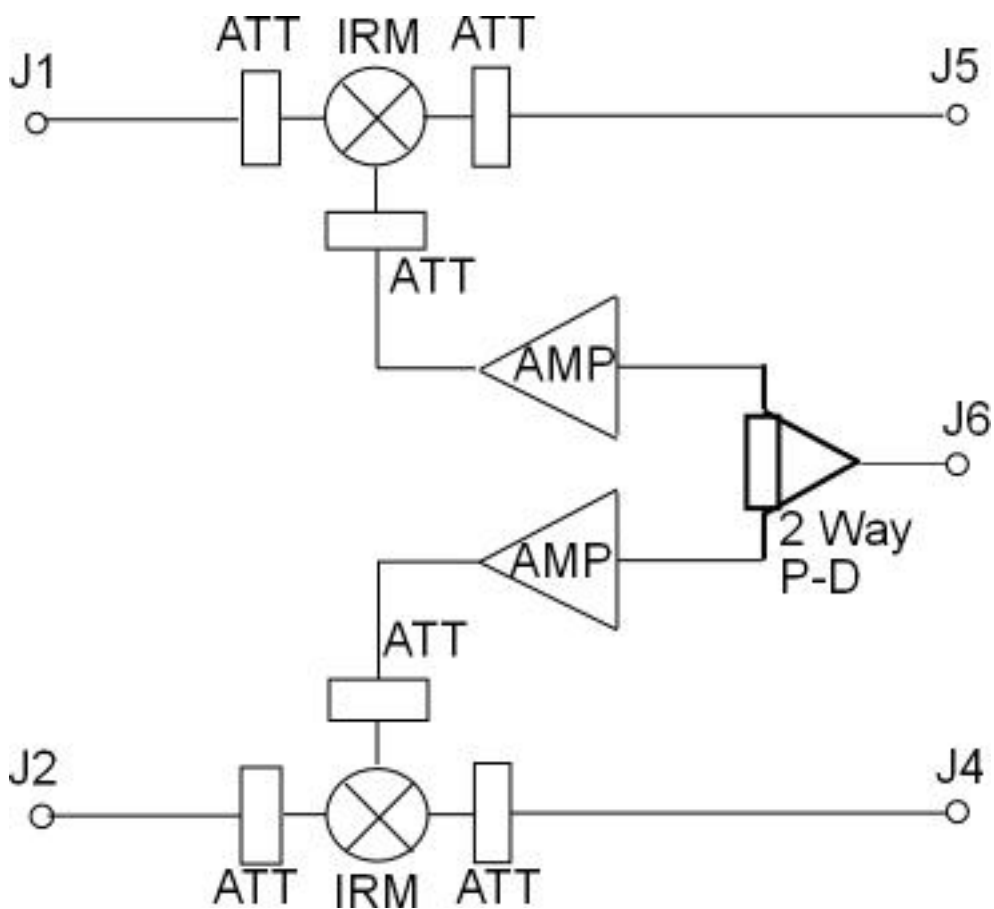 ATT IRM ATT
J1
J5
ATT
AMP
J6
2 Way
P-D
AMP
ATT
J2
J4
ATT IRM ATT